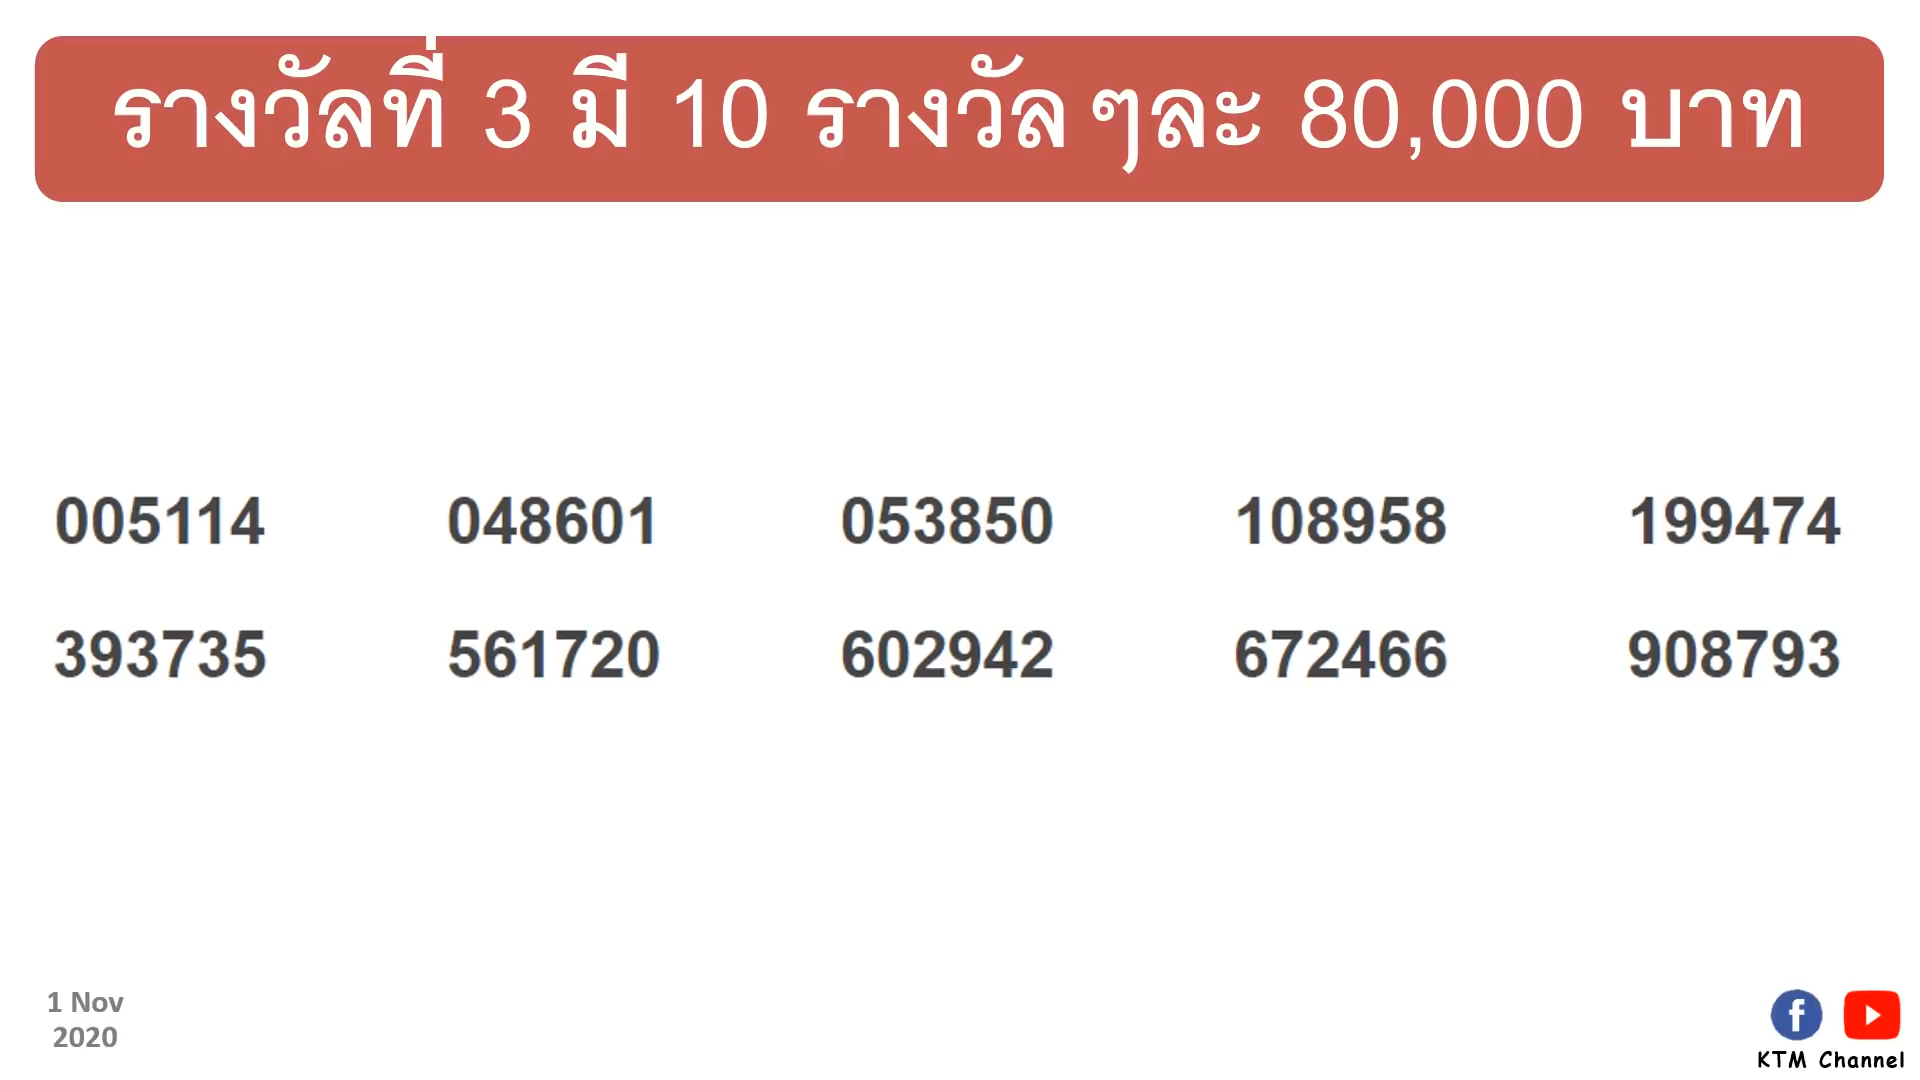 รางวัลที่ 3 มี 10 รางวัลๆละ 80,000 บาท
005114 048601 053850 108958 199474
393735 561720 602942 672466 908793
1 Nov
2020
KTM Channel